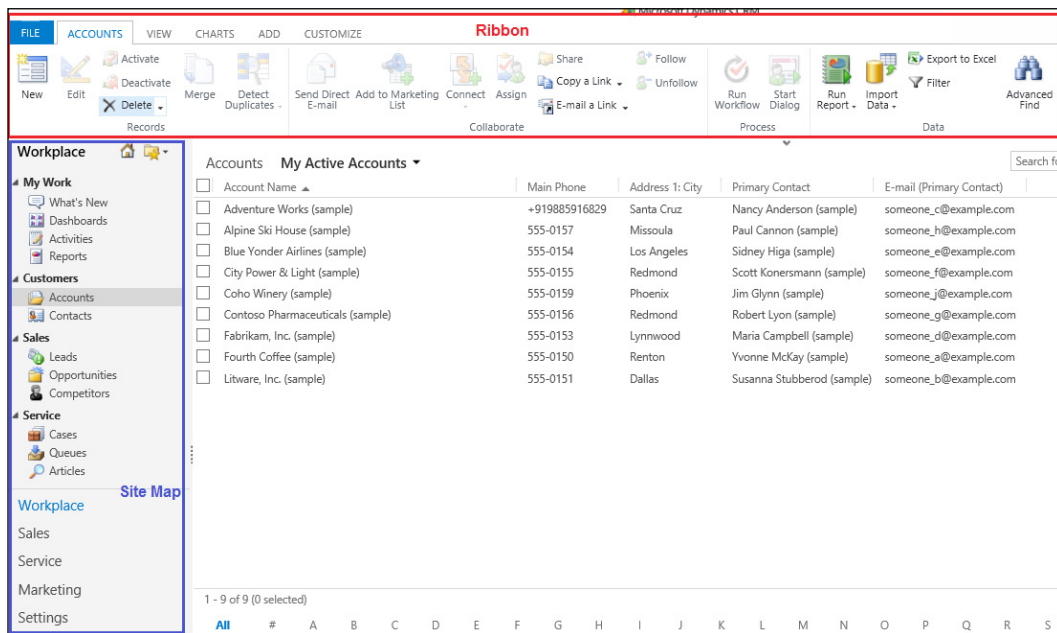 Microsoft Dynamics CRM
FILE ACCOUNTS VIEW CHARTS ADD CUSTOMIZE Ribbon
New
Edit
Activate
Deactivate
Delete
Records
Merge
Detect
Duplicates
Send Direct
E-mail
Add to Marketing
List
Connect
Assign
Share
Copy a Link
E-mail a Link
Follow
Unfollow
Collaborate
Run
Workflow
Start
Dialog
Process
Run
Report
Import
Data
Export to Excel
Filter
Advanced
Find
Data
Workplace
My Work
What's New
Dashboards
Activities
Reports
Customers
Accounts
Contacts
Sales
Leads
Opportunities
Competitors
Service
Cases
Queues
Articles
Site Map
Workplace
Sales
Service
Marketing
Settings
Accounts My Active Accounts
Search fo
Account Name Main Phone Address 1: City Primary Contact E-mail (Primary Contact)
Adventure Works (sample) +919885916829 Santa Cruz Nancy Anderson (sample) someone_c@example.com
Alpine Ski House (sample) 555-0157 Missoula Paul Cannon (sample) someone_h@example.com
Blue Yonder Airlines (sample) 555-0154 Los Angeles Sidney Higa (sample) someone_e@example.com
City Power & Light (sample) 555-0155 Redmond Scott Konersmann (sample) someone_f@example.com
Coho Winery (sample) 555-0159 Phoenix Jim Glynn (sample) someone_j@example.com
Contoso Pharmaceuticals (sample) 555-0156 Redmond Robert Lyon (sample) someone_g@example.com
Fabrikam, Inc. (sample) 555-0153 Lynnwood Maria Campbell (sample) someone_d@example.com
Fourth Coffee (sample) 555-0150 Renton Yvonne McKay (sample) someone_a@example.com
Litware, Inc. (sample) 555-0151 Dallas Susanna Stubberod (sample) someone_b@example.com
1 - 9 of 9 (0 selected)
All # A B C D E F G H I J K L M N O P Q R S